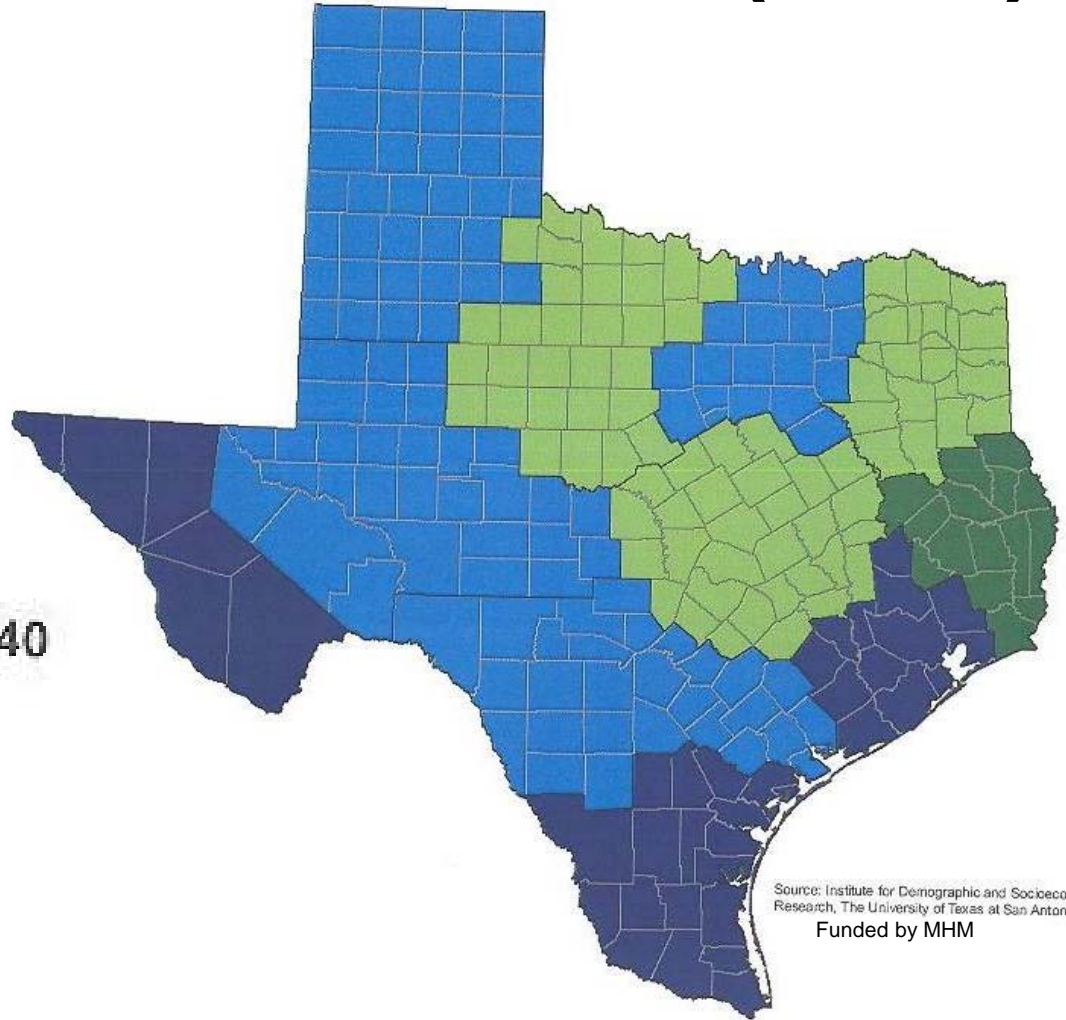 40
Source: Institute for Demographic and Socioeco
Research, The University of Texas at San Anton
Funded by MHM